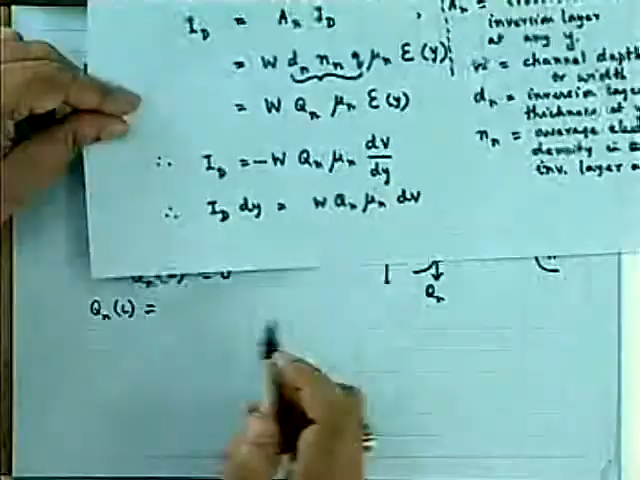 I_D = A_n J_D
= W d_n n_n q μ_n ℰ(y)
= W Q_n μ_n ℰ(y)
∴ I_D = -W Q_n μ_n dV/dy
∴ I_D dy = W Q_n μ_n dV
A_n =
inversion layer
at any y.
W = channel depth
or width
d_n = inversion laye
thickness at
n_n = average ele
density in
inv. layer a
Q_n
Q_n(L) =